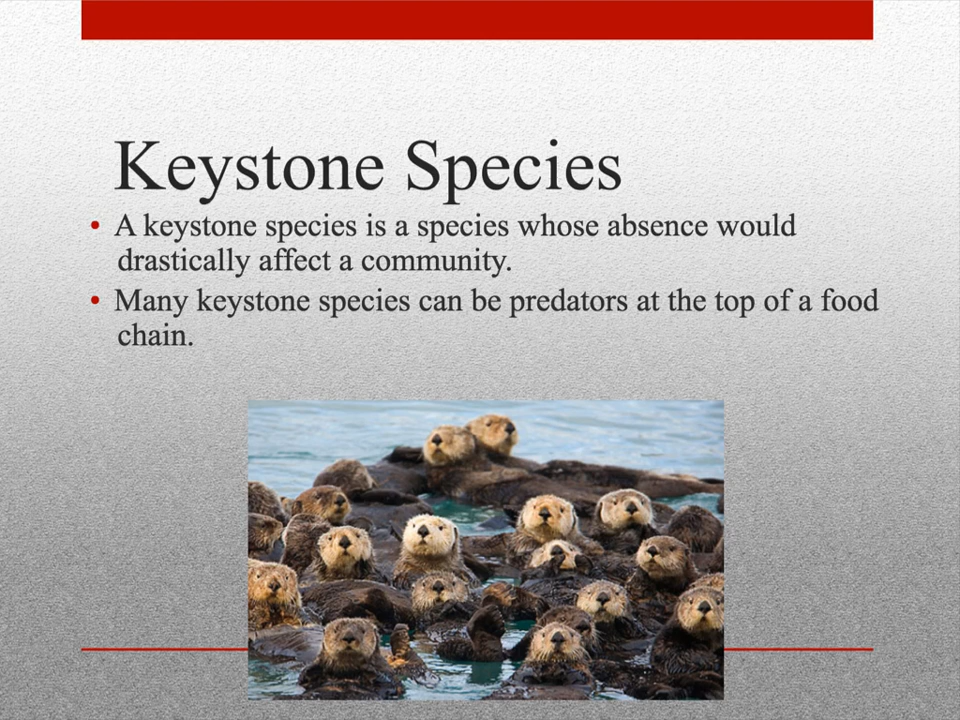 Keystone Species
• A keystone species is a species whose absence would
drastically affect a community.
• Many keystone species can be predators at the top of a food
chain.